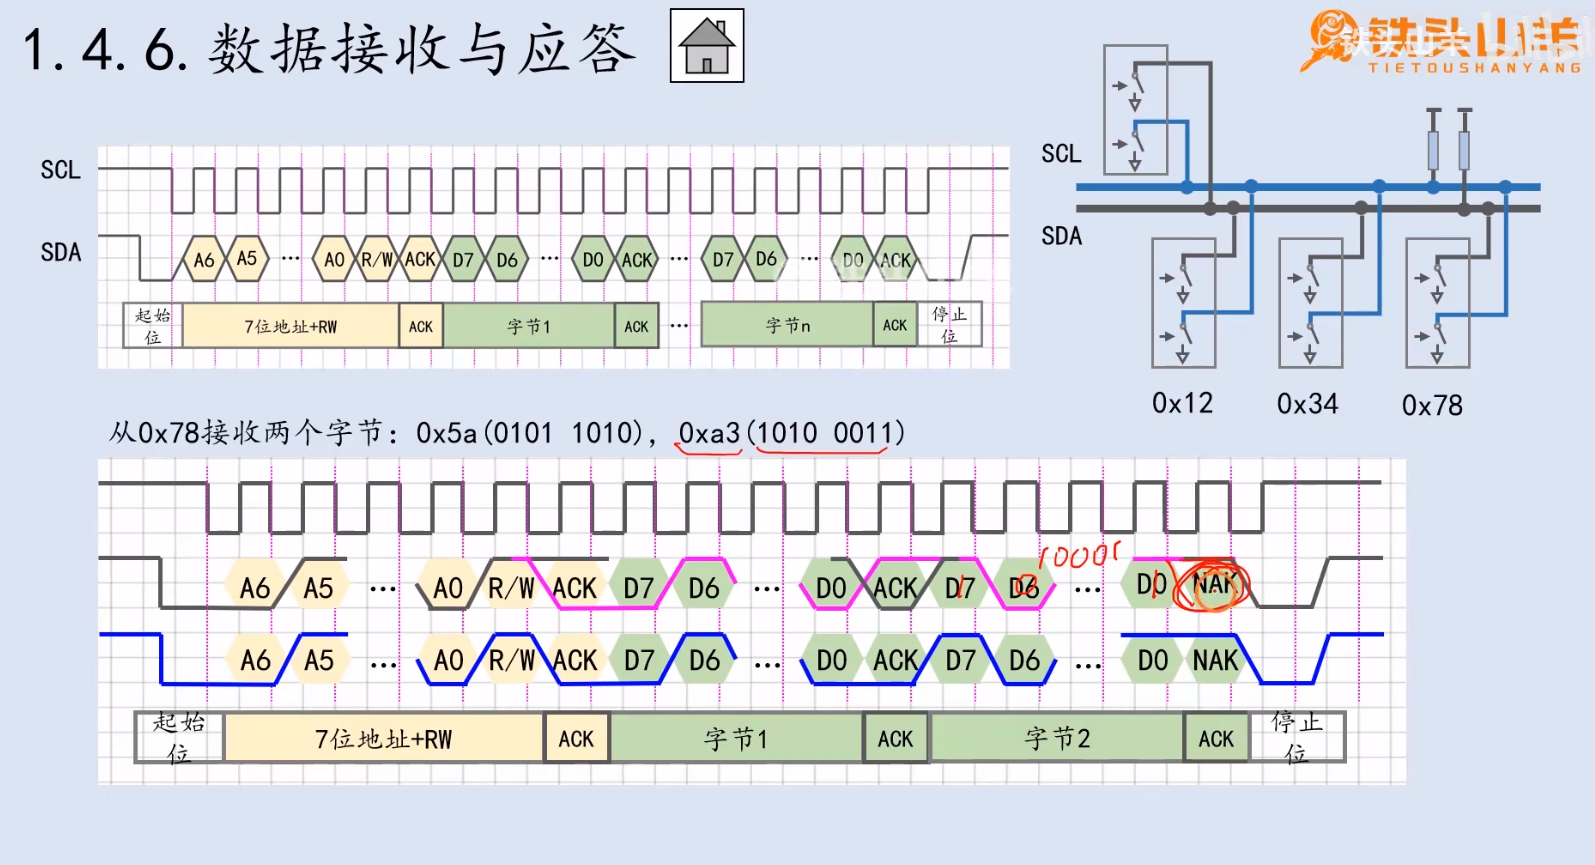 1.4.6.数据接收与应答
铁头山羊
TIETOUSHANYANG
SCL
SDA
A6 A5 ... A0 R/W ACK D7 D6 ... D0 ACK ... D7 D6 ... D0 ACK
起始位 7位地址+RW ACK 字节1 ACK ... 字节n ACK 停止位
SCL
SDA
0x12 0x34 0x78
从0x78接收两个字节：0x5a(0101 1010)，0xa3(1010 0011)
10001
A6 A5 ... A0 R/W ACK D7 D6 ... D0 ACK D7 D6 ... D0 NAK
1 0 1
A6 A5 ... A0 R/W ACK D7 D6 ... D0 ACK D7 D6 ... D0 NAK
起始位 7位地址+RW ACK 字节1 ACK 字节2 ACK 停止位